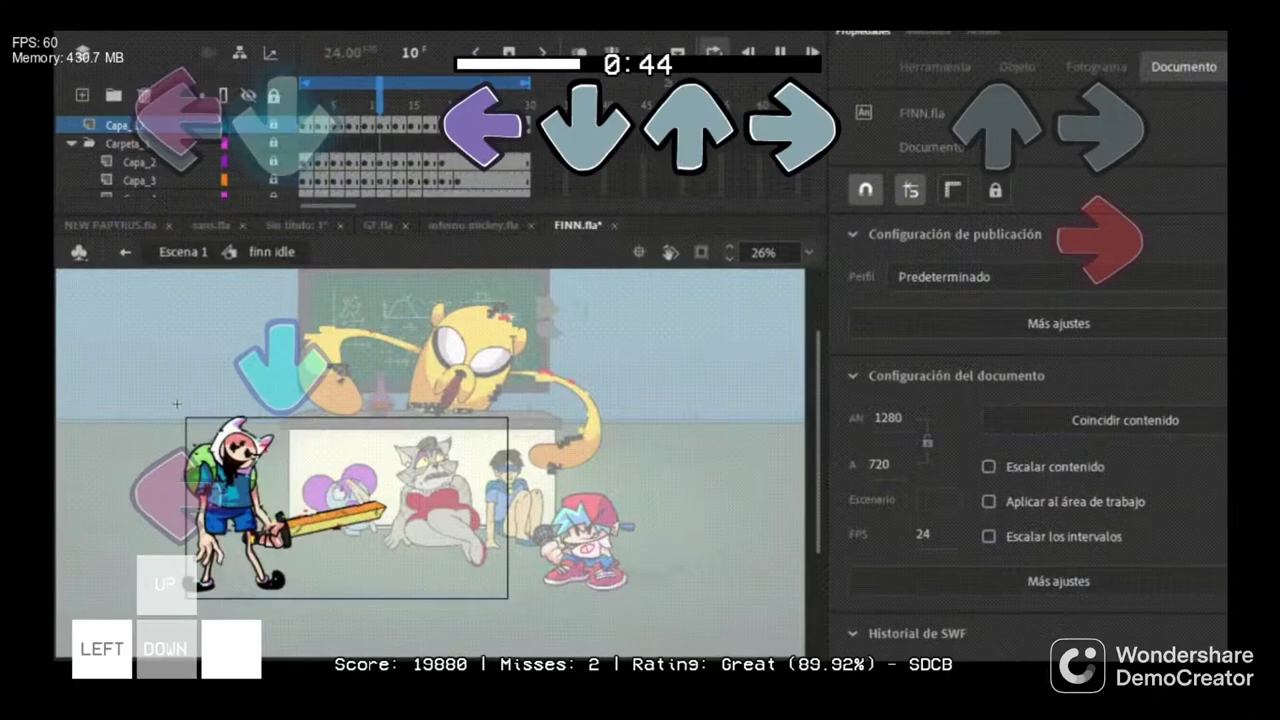 FPS: 60
Memory: 430.7 MB
24.00
10 F
0:44
Herramienta
Objeto
Fotograma
Documento
30
FINN.fla
Documento
Capa_2
Capa_3
NEW PAPYRUS.fla × sans.fla × Sin título: 1* × GT.fla × inferno mickey.fla × FINN.fla* ×
Escena 1
finn idle
26%
Configuración de publicación
Perfil
Predeterminado
Más ajustes
Configuración del documento
AN 1280
Coincidir contenido
A 720
Escalar contenido
Escenario
Aplicar al área de trabajo
FPS 24
Escalar los intervalos
Más ajustes
Historial de SWF
UP
LEFT
DOWN
Score: 19880 | Misses: 2 | Rating: Great (89.92%) - SDCB
Wondershare
DemoCreator